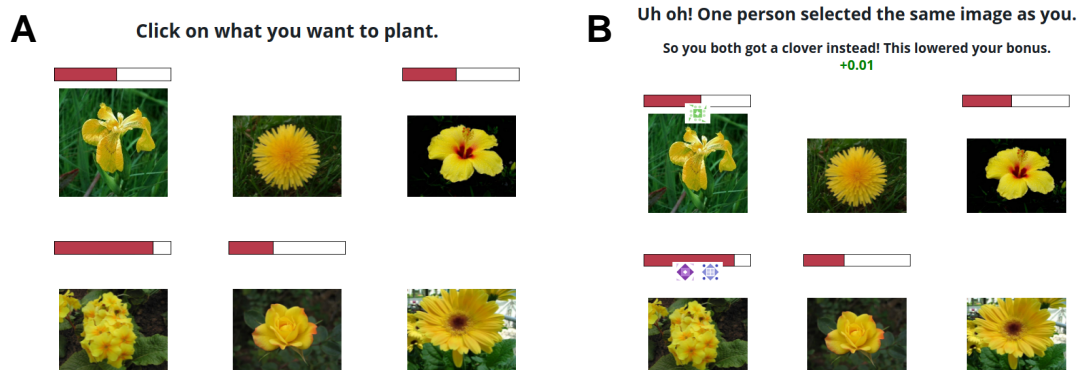 A
Click on what you want to plant.
B
Uh oh! One person selected the same image as you.
So you both got a clover instead! This lowered your bonus.
+0.01